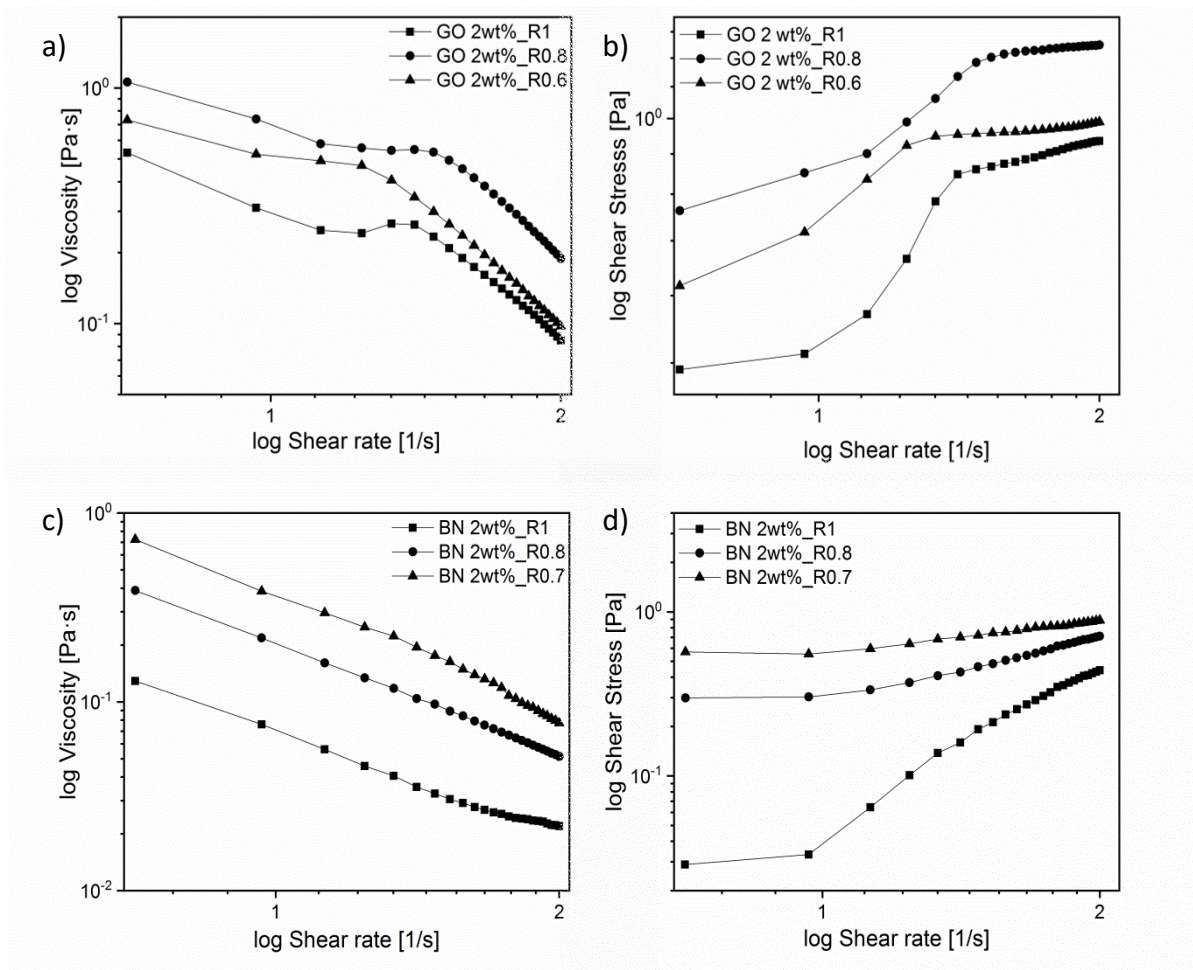 a)
GO 2wt%_R1
GO 2wt%_R0.8
GO 2wt%_R0.6
10⁰
10⁻¹
log Viscosity [Pa·s]
1
2
log Shear rate [1/s]
b)
GO 2 wt%_R1
GO 2 wt%_R0.8
GO 2 wt%_R0.6
10⁰
log Shear Stresss [Pa]
1
2
log Shear rate [1/s]
c)
BN 2wt%_R1
BN 2wt%_R0.8
BN 2wt%_R0.7
10⁰
10⁻¹
10⁻²
log Viscosity [Pa·s]
1
2
log Shear rate [1/s]
d)
BN 2wt%_R1
BN 2wt%_R0.8
BN 2wt%_R0.7
10⁰
10⁻¹
log Shear Stress [Pa]
1
2
log Shear rate [1/s]